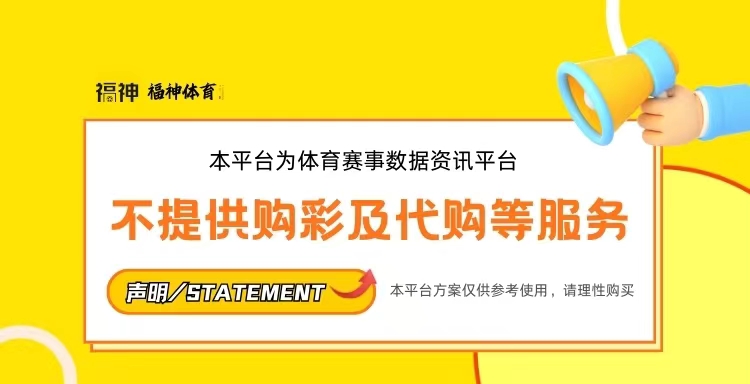 福神 福神体育
本平台为体育赛事数据资讯平台
不提供购彩及代购等服务
声明/STATEMENT
本平台方案仅供参考使用，请理性购买